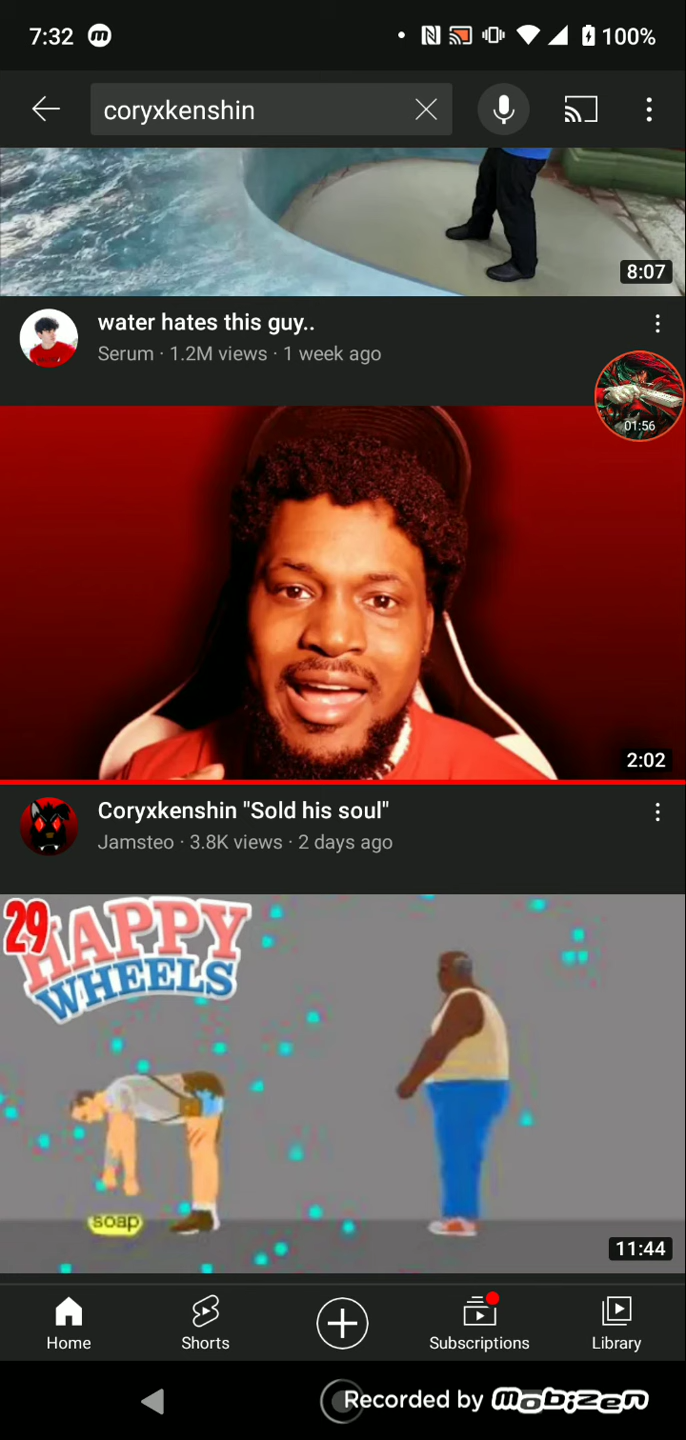 7:32
100%
coryxkenshin
8:07
water hates this guy..
Serum · 1.2M views · 1 week ago
01:56
2:02
Coryxkenshin "Sold his soul"
Jamsteo · 3.8K views · 2 days ago
29
HAPPY
WHEELS
soap
11:44
Home
Shorts
Subscriptions
Library
Recorded by mobizen